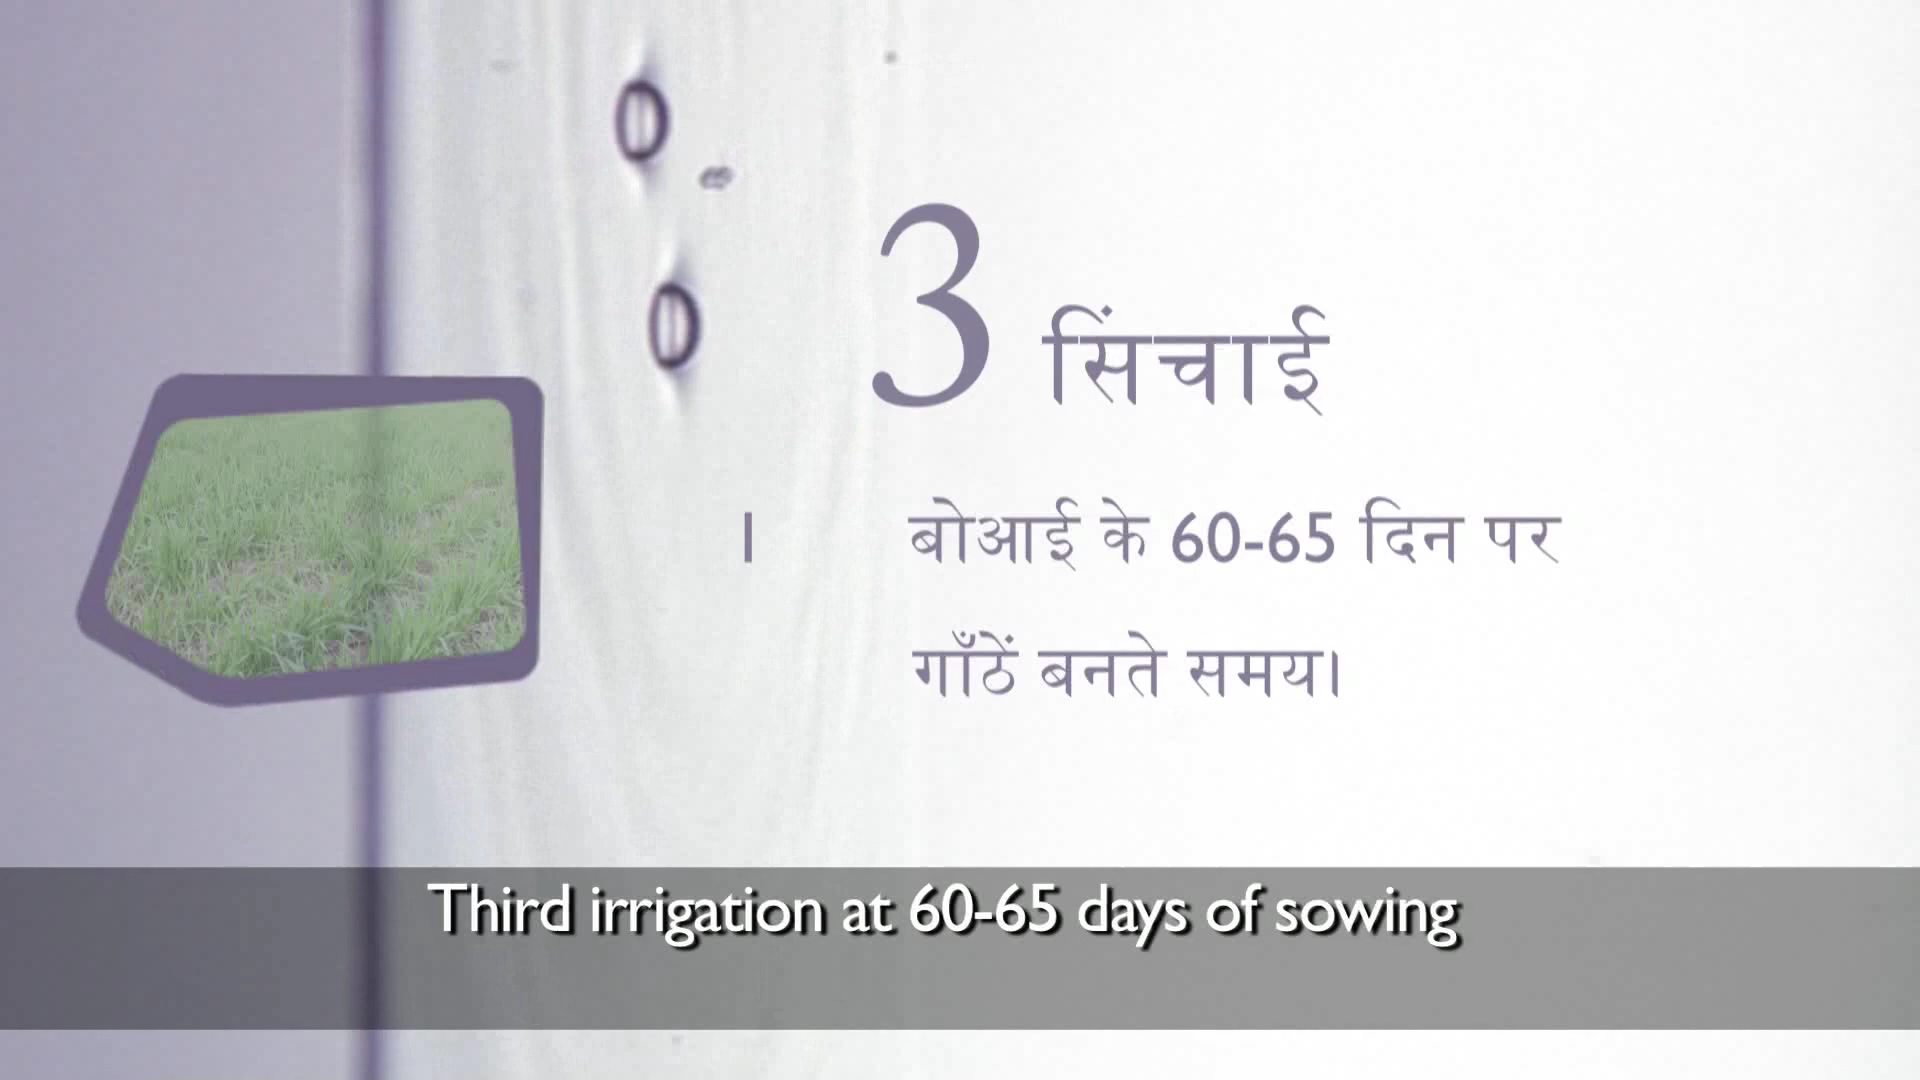 3 सिंचाई
। बोआई के 60-65 दिन पर
गाँठें बनते समय।
Third irrigation at 60-65 days of sowing